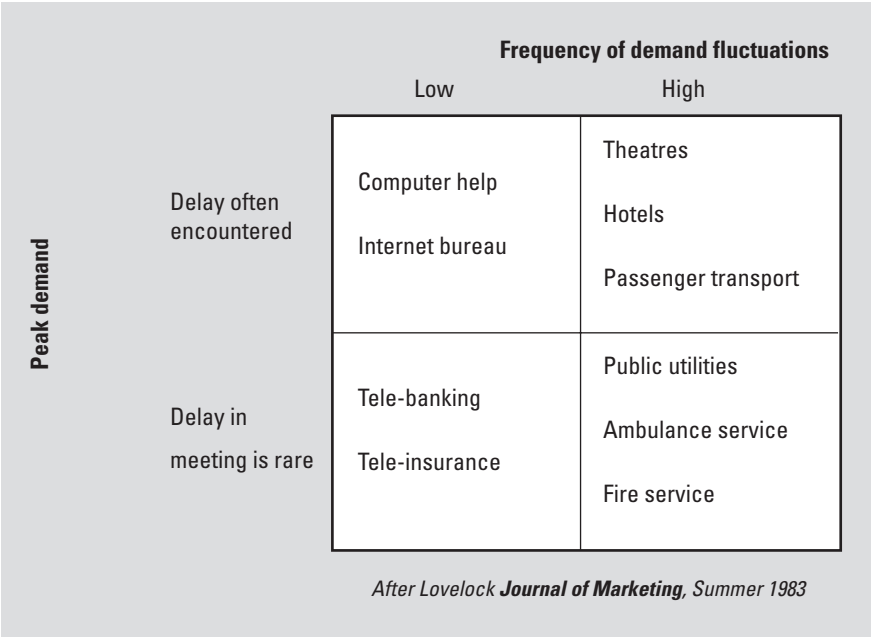 Frequency of demand fluctuations
Low High
Peak demand
Delay often
encountered
Computer help
Internet bureau
Theatres
Hotels
Passenger transport
Delay in
meeting is rare
Tele-banking
Tele-insurance
Public utilities
Ambulance service
Fire service
After Lovelock Journal of Marketing, Summer 1983